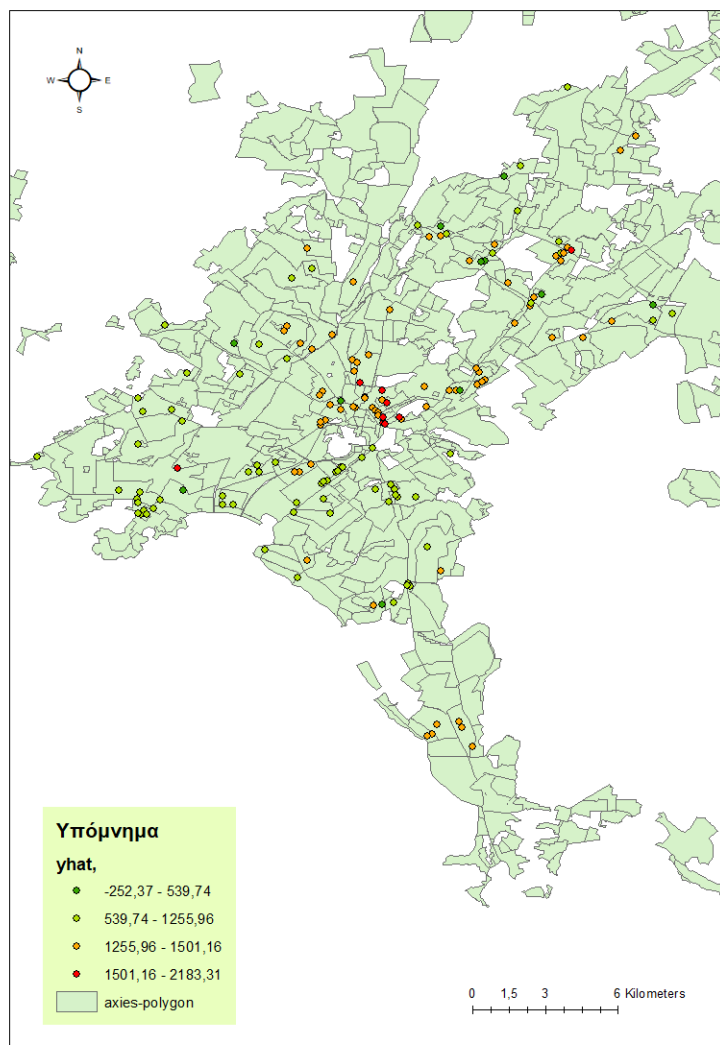 N
W E
S
Υπόμνημα
yhat,
-252,37 - 539,74
539,74 - 1255,96
1255,96 - 1501,16
1501,16 - 2183,31
axies-polygon
0 1,5 3 6 Kilometers